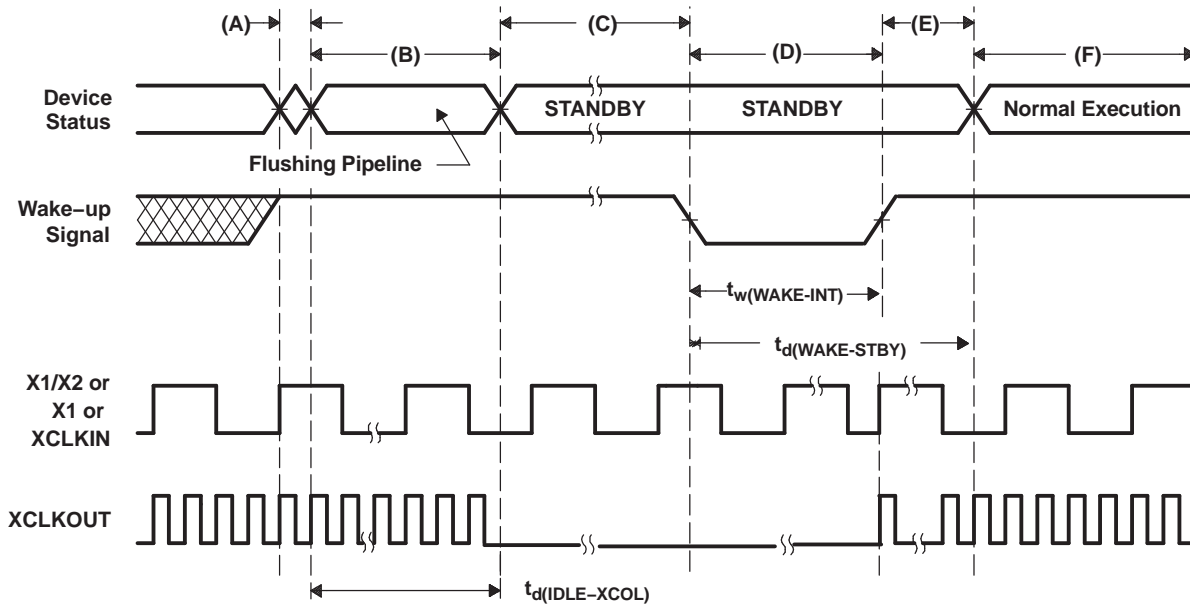 (A)
(B)
(C)
(D)
(E)
(F)
Device
Status
STANDBY
STANDBY
Normal Execution
Flushing Pipeline
Wake−up
Signal
tw(WAKE-INT)
td(WAKE-STBY)
X1/X2 or
X1 or
XCLKIN
XCLKOUT
td(IDLE−XCOL)